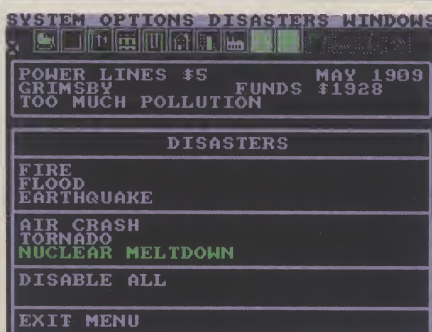 SYSTEM OPTIONS DISASTERS WINDOWS
POWER LINES $5 MAY 1909
GRIMSBY FUNDS $1928
TOO MUCH POLLUTION
DISASTERS
FIRE
FLOOD
EARTHQUAKE
AIR CRASH
TORNADO
NUCLEAR MELTDOWN
DISABLE ALL
EXIT MENU